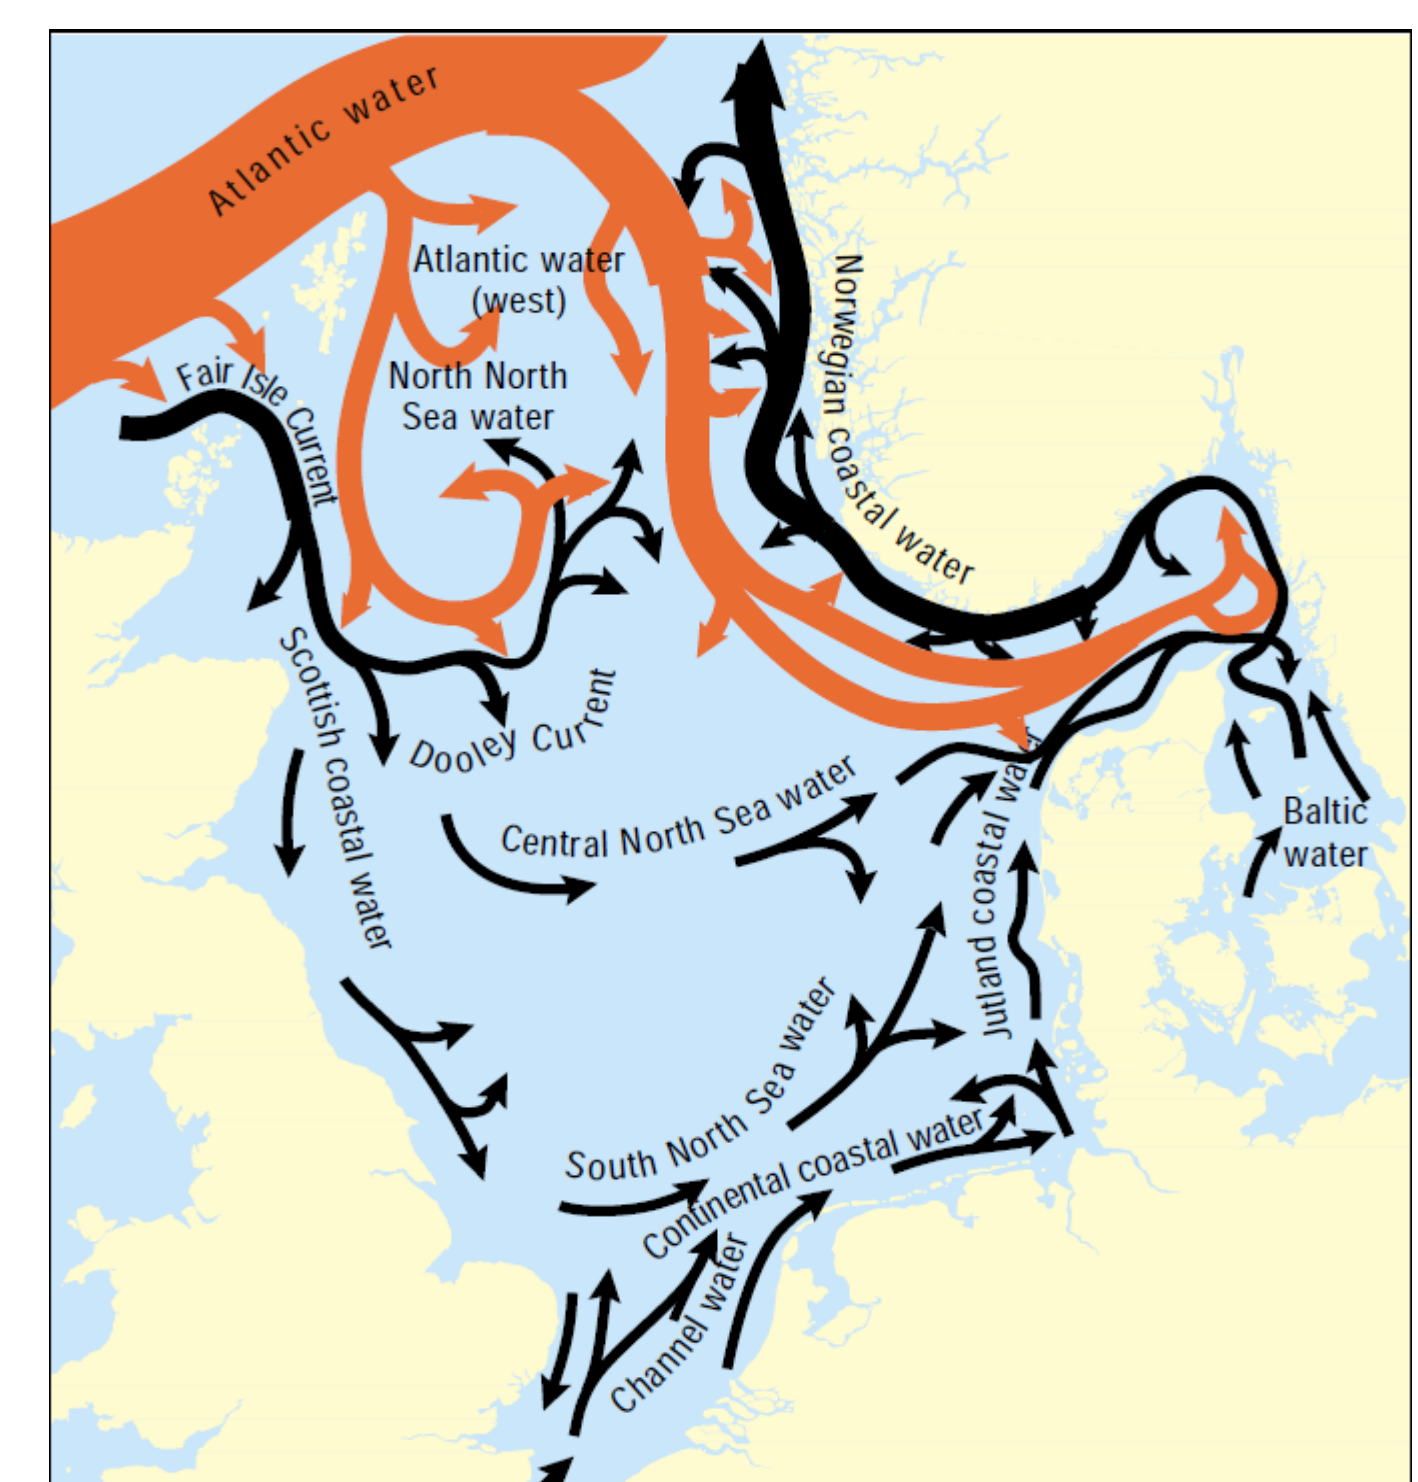 Atlantic water
Atlantic water
(west)
Norwegian coastal water
Fair Isle Current
North North
Sea water
Scottish coastal water
Dooley Current
Central North Sea water
Jutland coastal water
Baltic
water
South North Sea water
Continental coastal water
Channel water